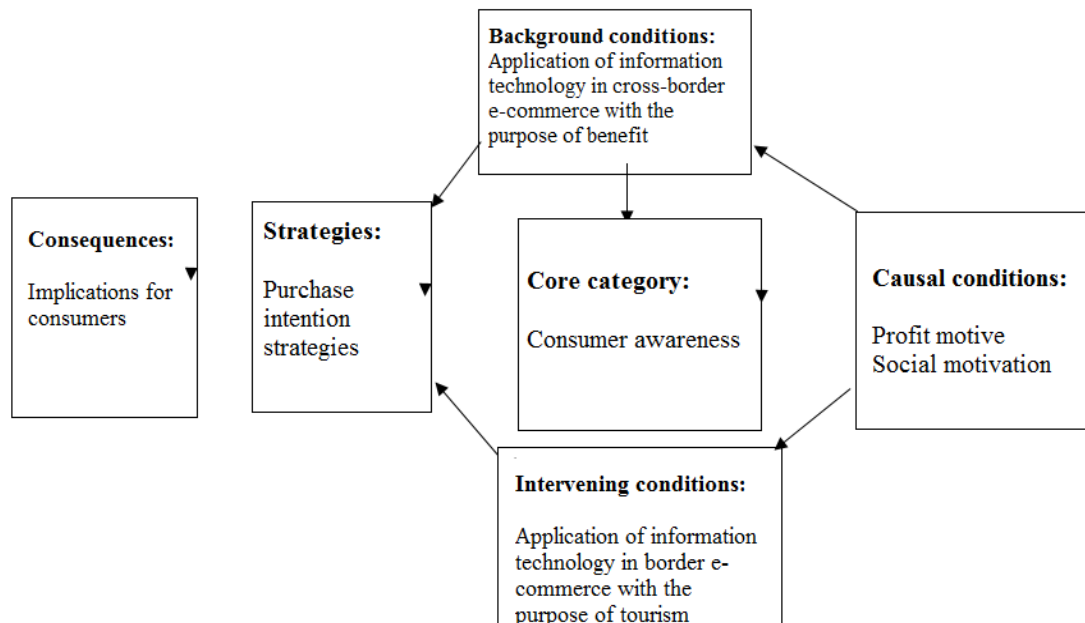 Background conditions:
Application of information
technology in cross-border
e-commerce with the
purpose of benefit
Consequences:
Implications for
consumers
Strategies:
Purchase
intention
strategies
Core category:
Consumer awareness
Causal conditions:
Profit motive
Social motivation
Intervening conditions:
Application of information
technology in border e-
commerce with the
purpose of tourism